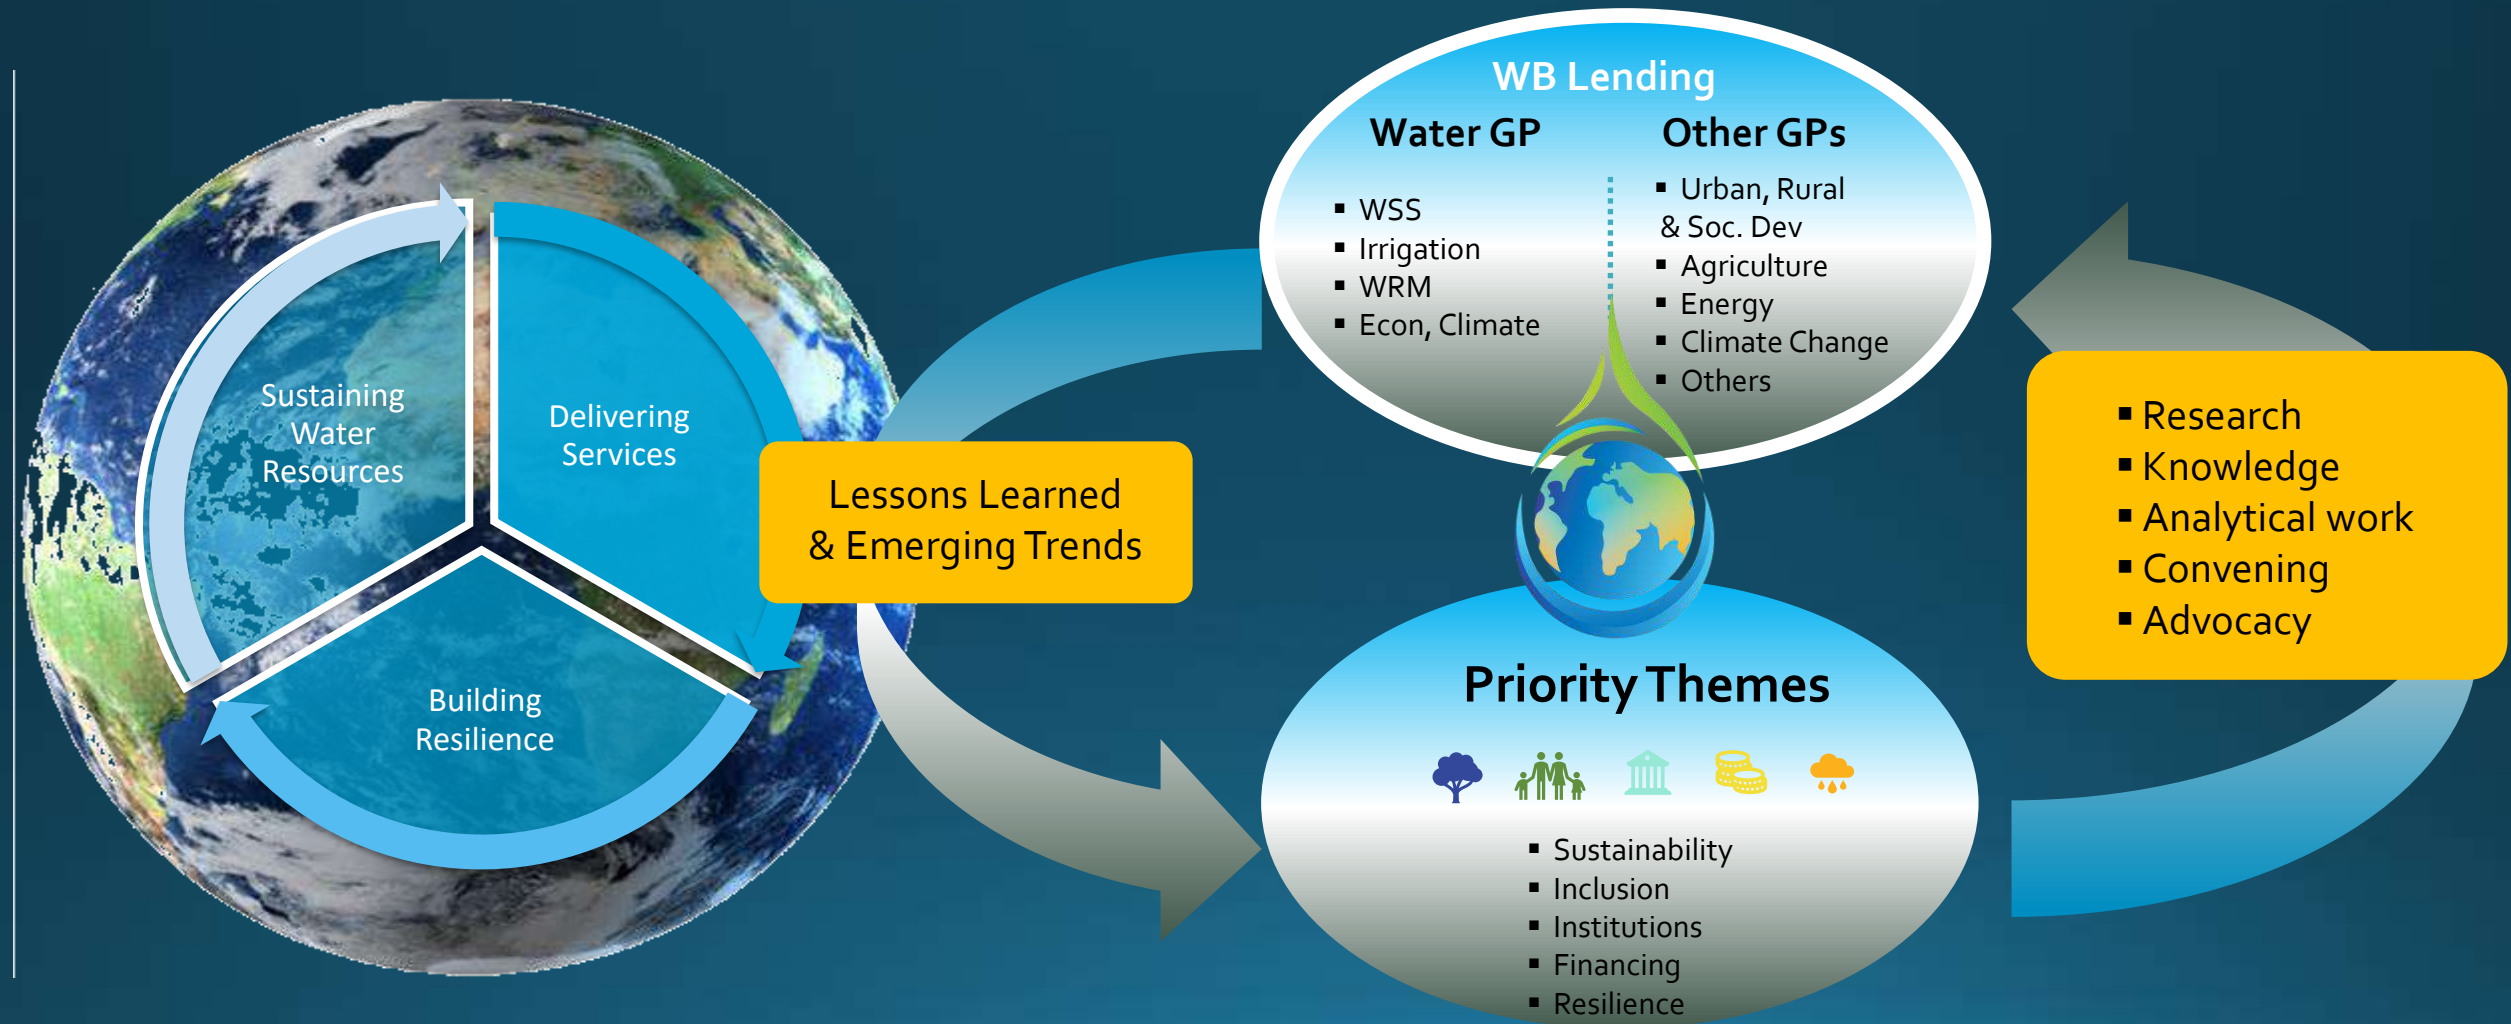 Sustaining
Water
Resources
Delivering
Services
Building
Resilience
Lessons Learned
& Emerging Trends
WB Lending
Water GP
▪ WSS
▪ Irrigation
▪ WRM
▪ Econ, Climate
Other GPs
▪ Urban, Rural
& Soc. Dev
▪ Agriculture
▪ Energy
▪ Climate Change
▪ Others
Priority Themes
▪ Sustainability
▪ Inclusion
▪ Institutions
▪ Financing
▪ Resilience
▪ Research
▪ Knowledge
▪ Analytical work
▪ Convening
▪ Advocacy